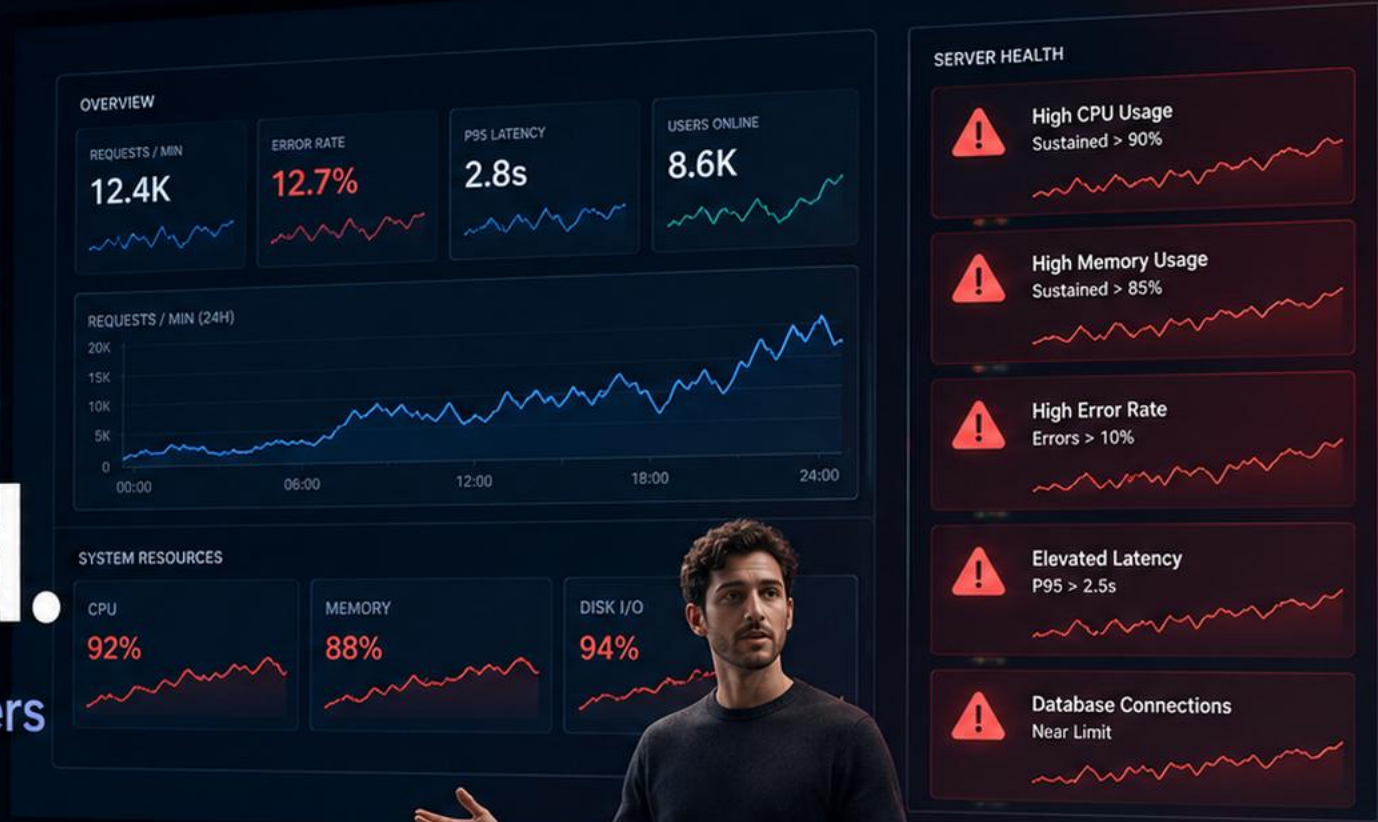 OVERVIEW
REQUESTS / MIN
12.4K
ERROR RATE
12.7%
P95 LATENCY
2.8s
USERS ONLINE
8.6K
REQUESTS / MIN (24H)
20K
15K
10K
5K
0
00:00
06:00
12:00
18:00
24:00
SYSTEM RESOURCES
CPU
92%
MEMORY
88%
DISK I/O
94%
SERVER HEALTH
High CPU Usage
Sustained > 90%
High Memory Usage
Sustained > 85%
High Error Rate
Errors > 10%
Elevated Latency
P95 > 2.5s
Database Connections
Near Limit